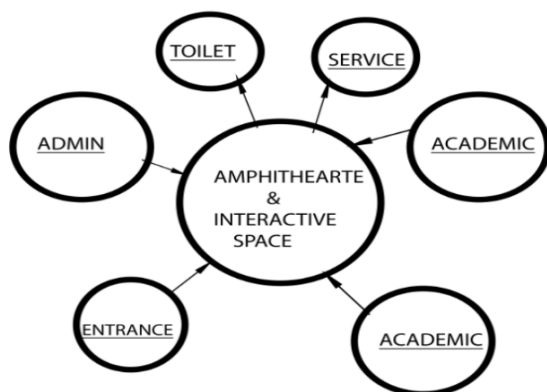 TOILET
SERVICE
ADMIN
ACADEMIC
AMPHITHEARTE
&
INTERACTIVE
SPACE
ENTRANCE
ACADEMIC